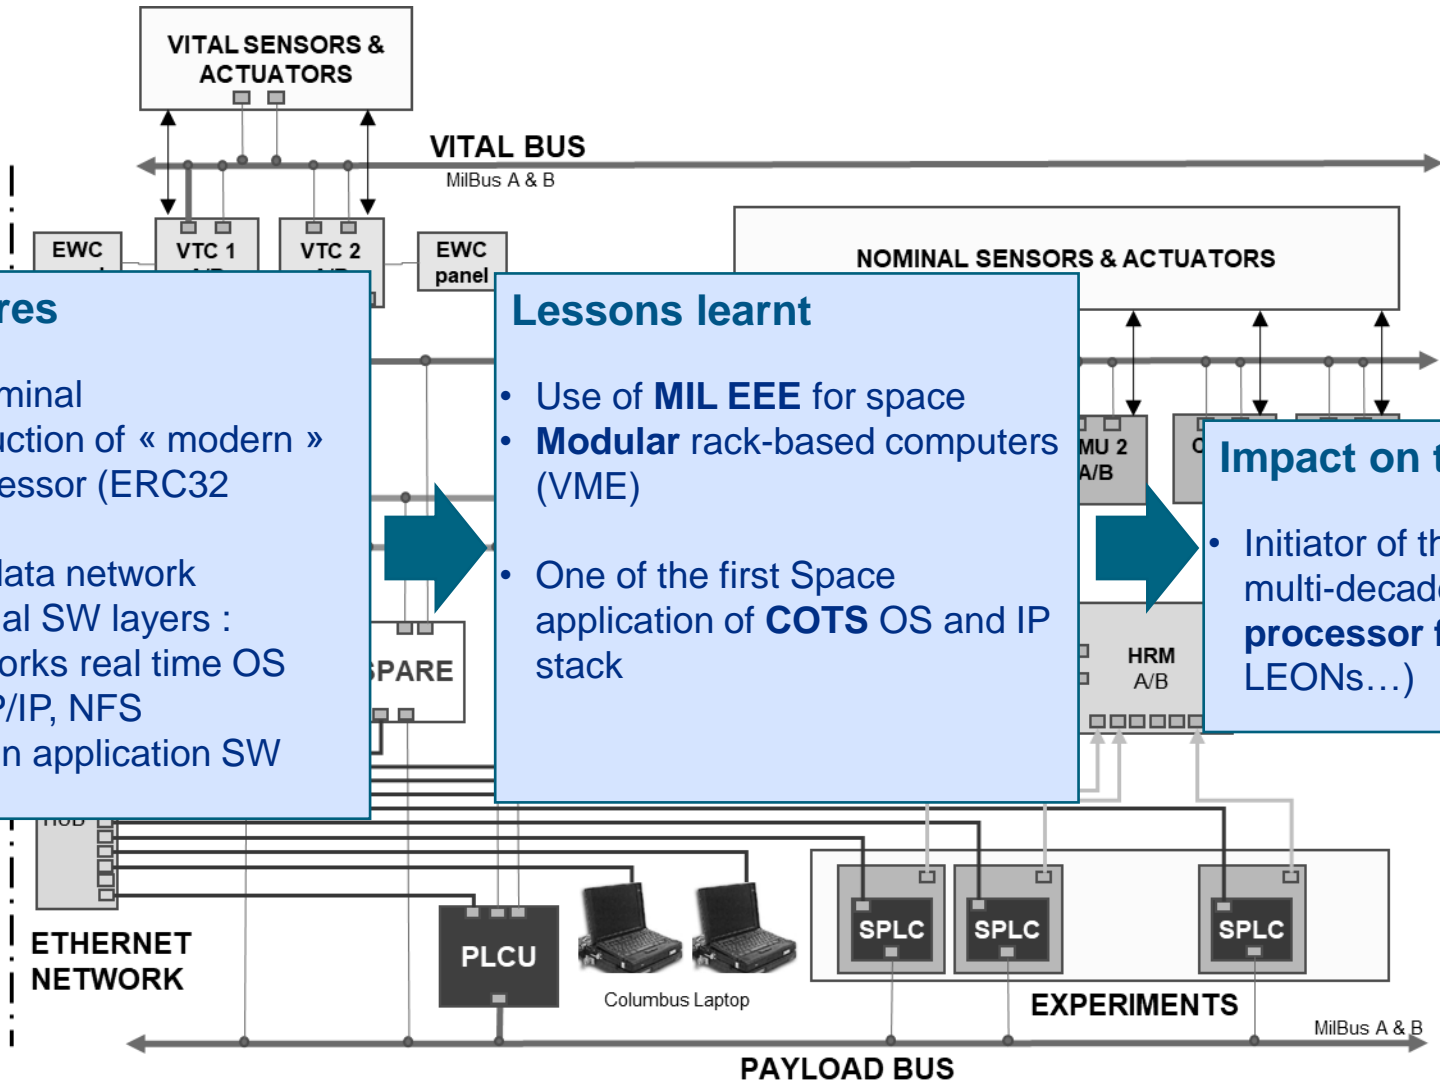 VITAL SENSORS &
ACTUATORS
VITAL BUS
MilBus A & B
EWC
VTC 1
VTC 2
EWC
panel
NOMINAL SENSORS & ACTUATORS
res
minal
uction of « modern »
essor (ERC32
data network
al SW layers :
orks real time OS
P/IP, NFS
n application SW
Lessons learnt
• Use of MIL EEE for space
• Modular rack-based computers
(VME)
• One of the first Space
application of COTS OS and IP
stack
MU 2
A/B
Impact on t
• Initiator of th
multi-decad
processor f
LEONs…)
SPARE
HRM
A/B
HUB
ETHERNET
NETWORK
PLCU
Columbus Laptop
SPLC
SPLC
SPLC
EXPERIMENTS
MilBus A & B
PAYLOAD BUS